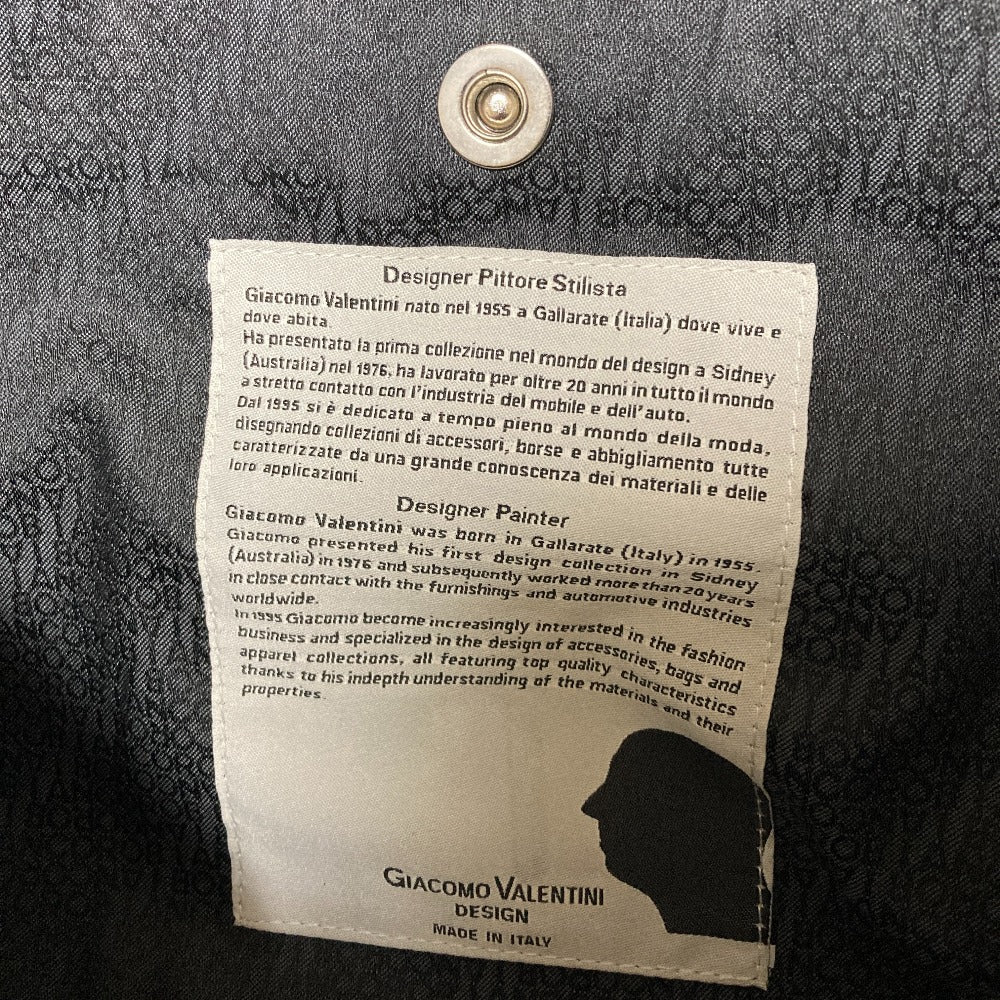 Designer Pittore Stilista
Giacomo Valentini nato nel 1955 a Gallarate (Italia) dove vive e
dove abita.
Ha presentato la prima collezione nel mondo del design a Sidney
(Australia) nel 1976, ha lavorato per oltre 20 anni in tutto il mondo
a stretto contatto con l'industria del mobile e dell'auto.
Dal 1995 si è dedicato a tempo pieno al mondo della moda,
disegnando collezioni di accessori, borse e abbigliamento tutte
caratterizzate da una grande conoscenza dei materiali e delle
loro applicazioni.
Designer Painter
Giacomo Valentini was born in Gallarate (Italy) in 1955.
Giacomo presented his first design collection in Sidney
(Australia) in 1976 and subsequently worked more than 20 years
in close contact with the furnishings and automotive industries
worldwide.
In 1995 Giacomo become increasingly interested in the fashion
business and specialized in the design of accessories, bags and
apparel collections, all featuring top quality characteristics
thanks to his indepth understanding of the materials and their
properties.
GIACOMO VALENTINI
DESIGN
MADE IN ITALY